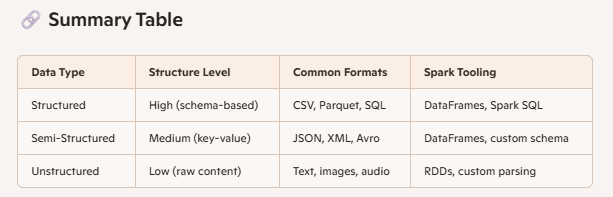 Summary Table
Data Type Structure Level Common Formats Spark Tooling
Structured High (schema-based) CSV, Parquet, SQL DataFrames, Spark SQL
Semi-Structured Medium (key-value) JSON, XML, Avro DataFrames, custom schema
Unstructured Low (raw content) Text, images, audio RDDs, custom parsing